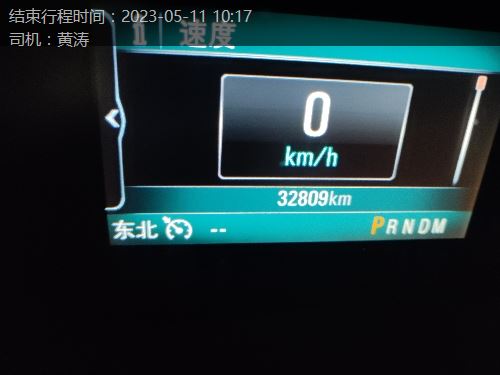 结束行程时间：2023-05-11 10:17
司机：黄涛
速度
0
km/h
32809km
东北 -- PRNDM